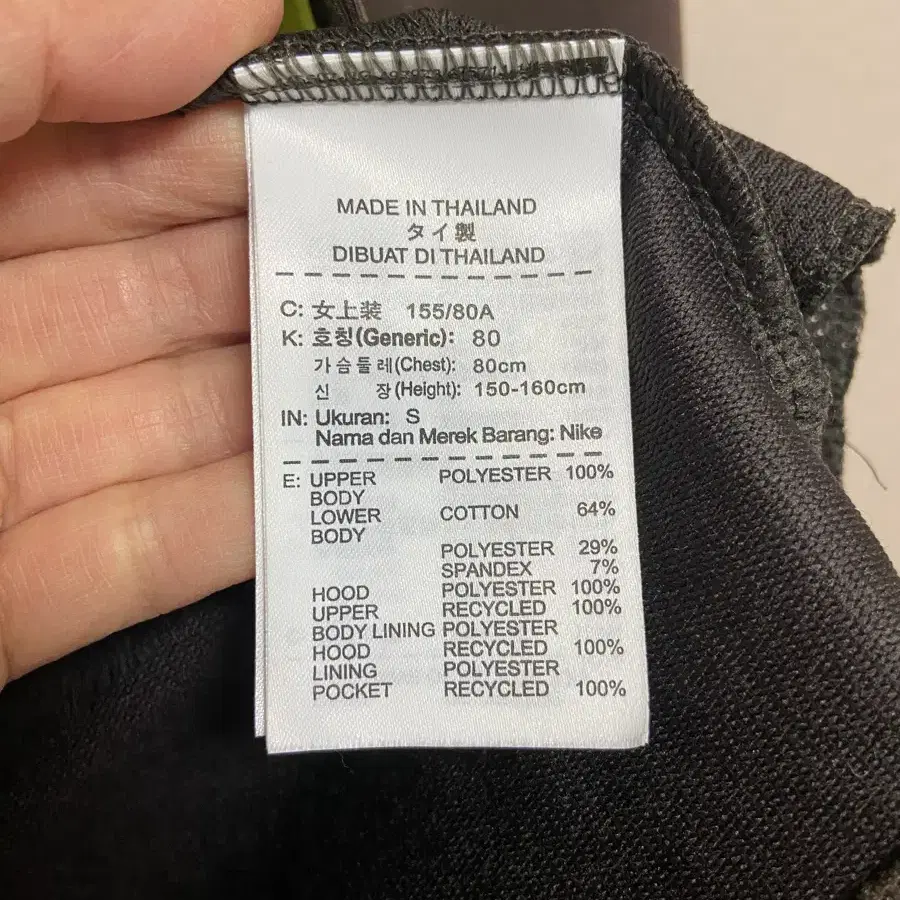 MADE IN THAILAND
タイ製
DIBUAT DI THAILAND
C: 女上装 155/80A
K: 호칭(Generic): 80
가슴둘레(Chest): 80cm
신 장(Height): 150-160cm
IN: Ukuran: S
Nama dan Merek Barang: Nike
E: UPPER POLYESTER 100%
BODY
LOWER COTTON 64%
BODY
POLYESTER 29%
SPANDEX 7%
HOOD POLYESTER 100%
UPPER RECYCLED 100%
BODY LINING POLYESTER
HOOD RECYCLED 100%
LINING POLYESTER
POCKET RECYCLED 100%